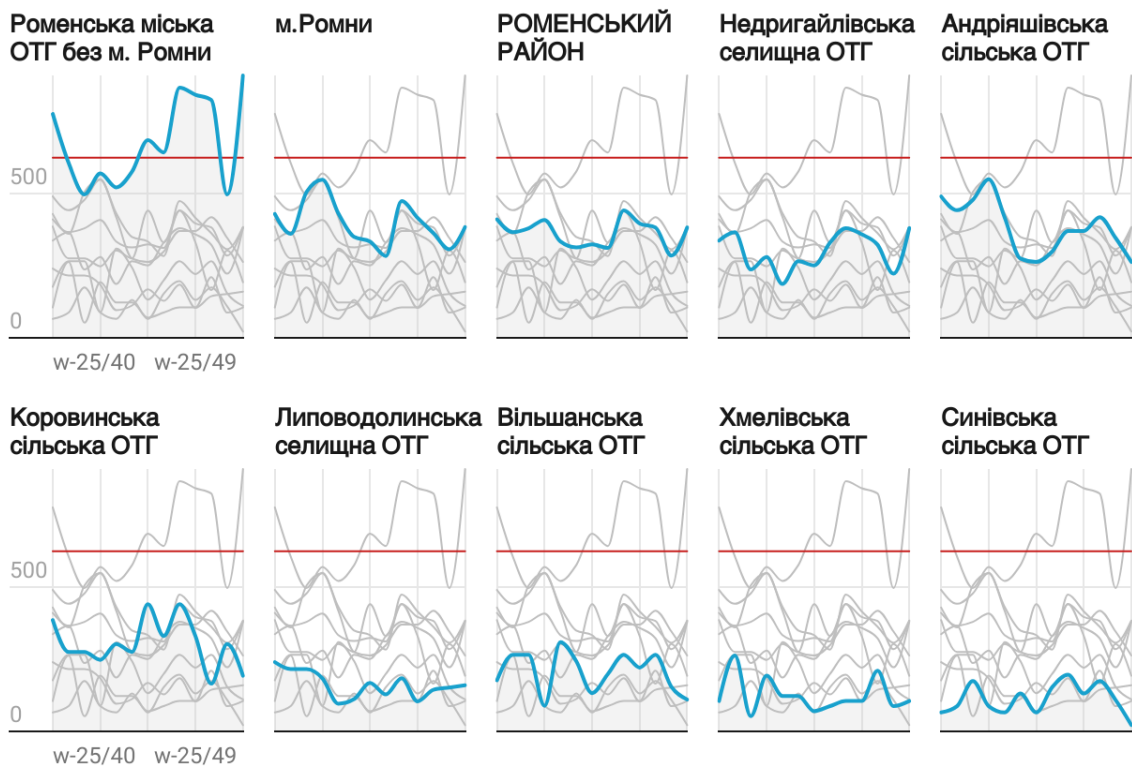 Роменська міська
ОТГ без м. Ромни
м.Ромни
РОМЕНСЬКИЙ
РАЙОН
Недригайлівська
селищна ОТГ
Андріяшівська
сільська ОТГ
500
0
w-25/40 w-25/49
Коровинська
сільська ОТГ
Липоводолинська
селищна ОТГ
Вільшанська
сільська ОТГ
Хмелівська
сільська ОТГ
Синівська
сільська ОТГ
500
0
w-25/40 w-25/49